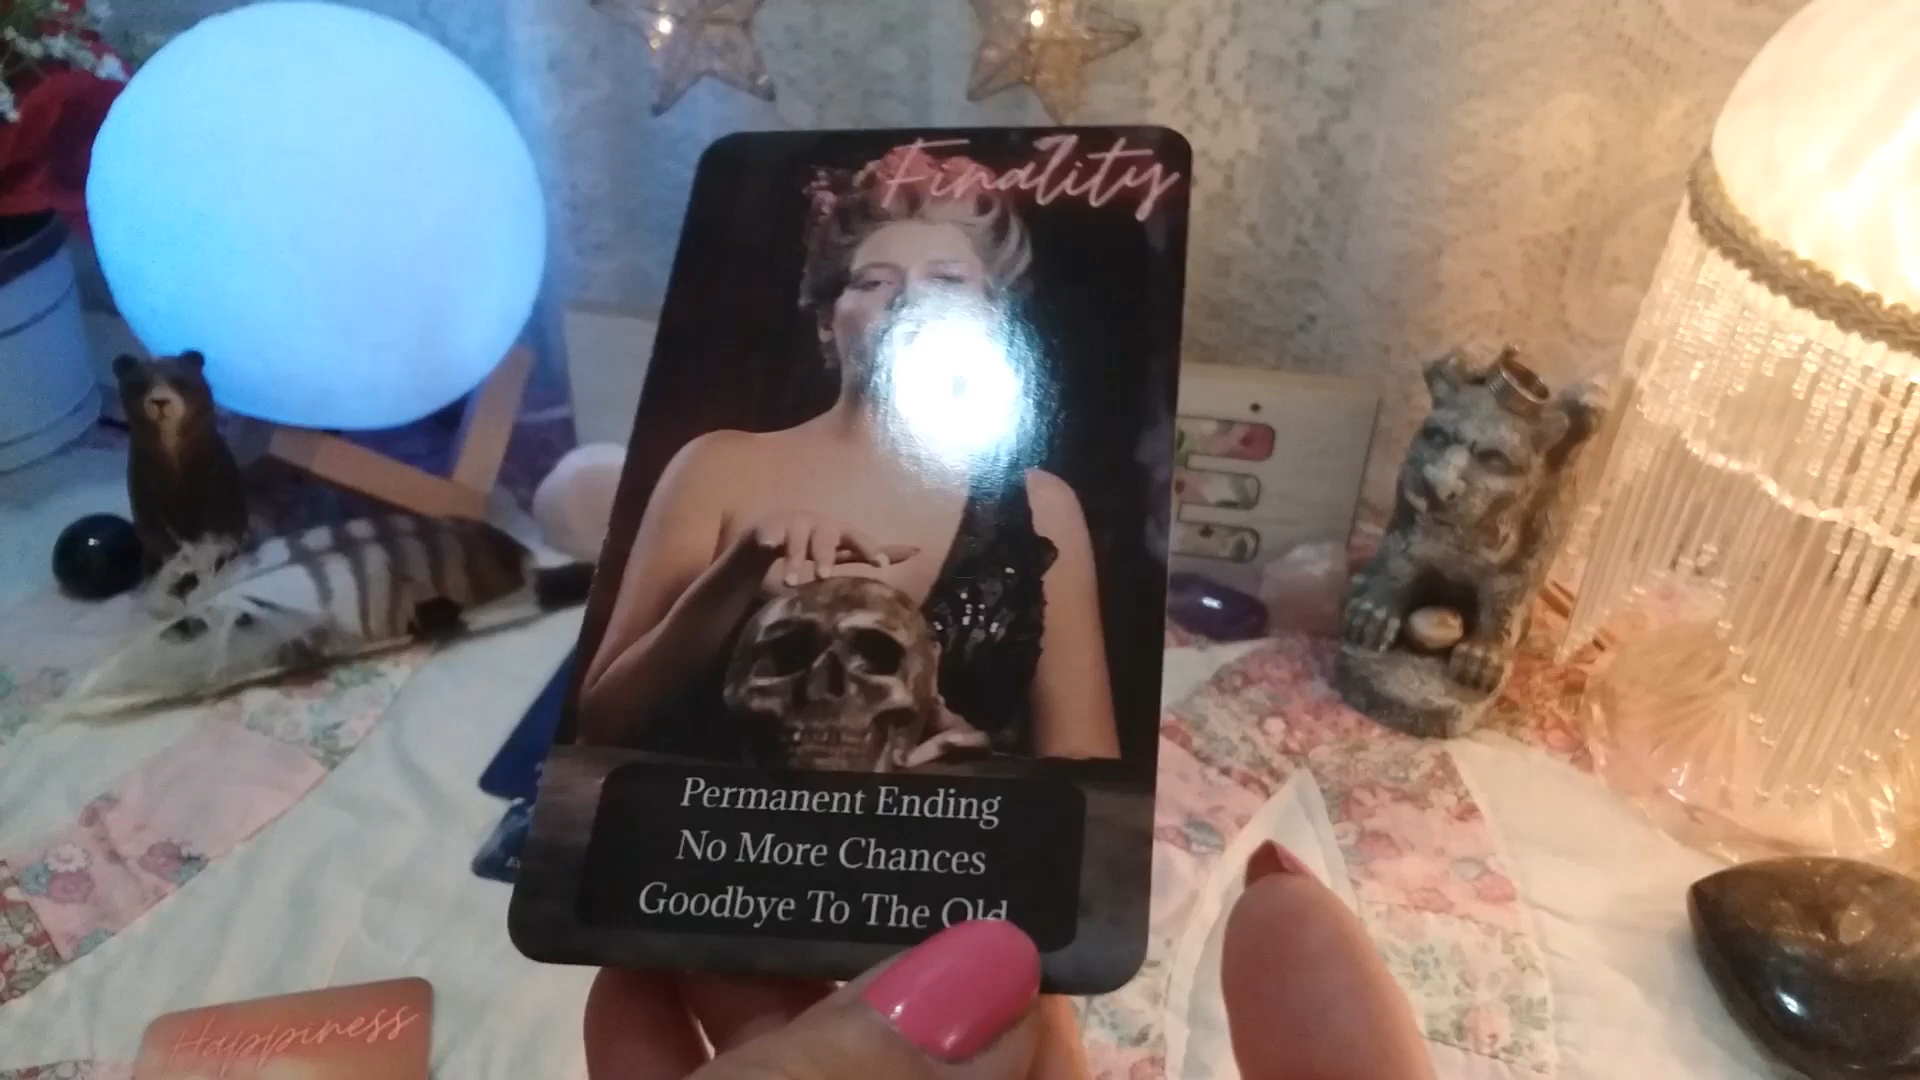 Finality
Permanent Ending
No More Chances
Goodbye To The Old
Happiness